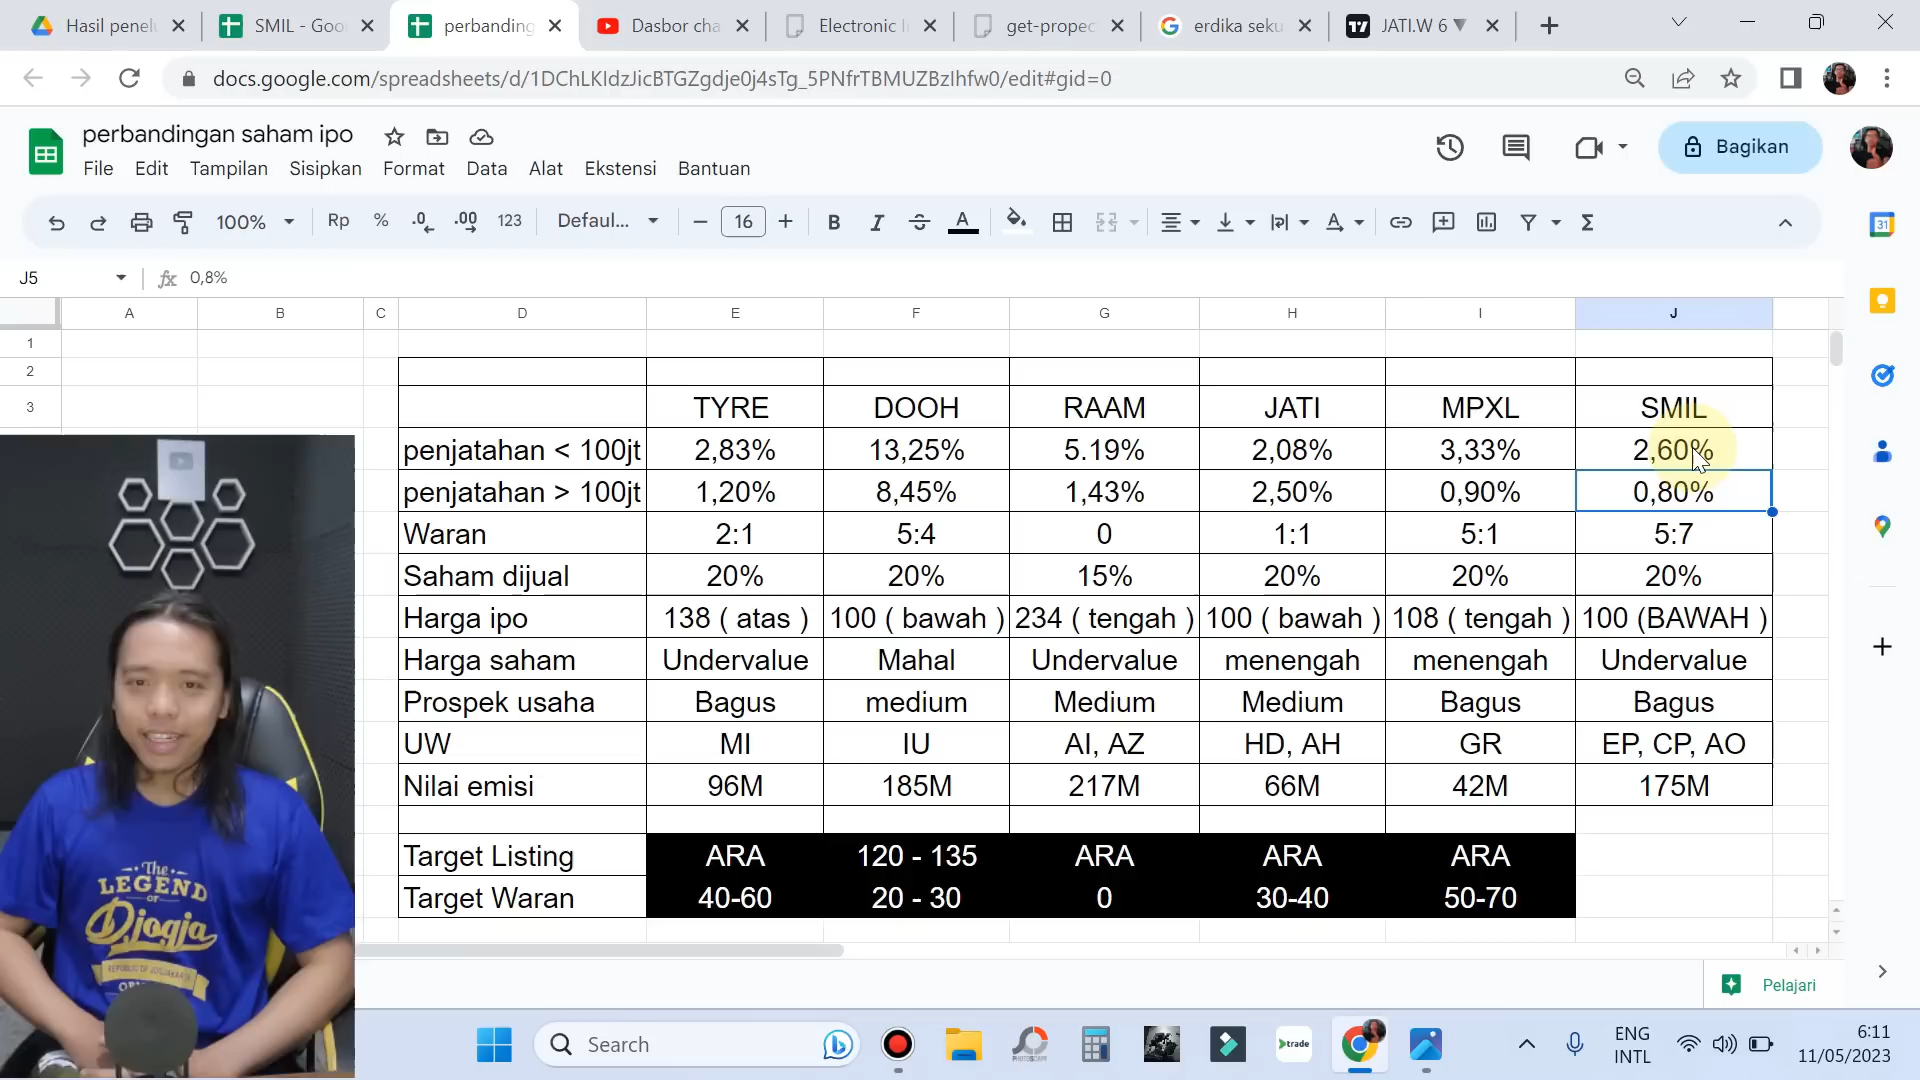 Hasil penel
SMIL - Goo
perbanding
Dasbor cha
Electronic I
get-propec
erdika seku
JATI.W 6 ▼
docs.google.com/spreadsheets/d/1DChLKIdzJicBTGZgdje0j4sTg_5PNfrTBMUZBzIhfw0/edit#gid=0
perbandingan saham ipo
File Edit Tampilan Sisipkan Format Data Alat Ekstensi Bantuan
Bagikan
100% Rp % .0 .00 123 Defaul... 16 B I A
J5 fx 0,8%
A B C D E F G H I J
1
2
3 TYRE DOOH RAAM JATI MPXL SMIL
penjatahan < 100jt 2,83% 13,25% 5.19% 2,08% 3,33% 2,60%
penjatahan > 100jt 1,20% 8,45% 1,43% 2,50% 0,90% 0,80%
Waran 2:1 5:4 0 1:1 5:1 5:7
Saham dijual 20% 20% 15% 20% 20% 20%
Harga ipo 138 ( atas ) 100 ( bawah ) 234 ( tengah ) 100 ( bawah ) 108 ( tengah ) 100 (BAWAH )
Harga saham Undervalue Mahal Undervalue menengah menengah Undervalue
Prospek usaha Bagus medium Medium Medium Bagus Bagus
UW MI IU AI, AZ HD, AH GR EP, CP, AO
Nilai emisi 96M 185M 217M 66M 42M 175M
Target Listing ARA 120 - 135 ARA ARA ARA
Target Waran 40-60 20 - 30 0 30-40 50-70
31
The
LEGEND
OF
Djogja
REPUBLIC OF JOGJAKARTA
Pelajari
Search
PHOTOSCAPE
trade
ENG
INTL
6:11
11/05/2023